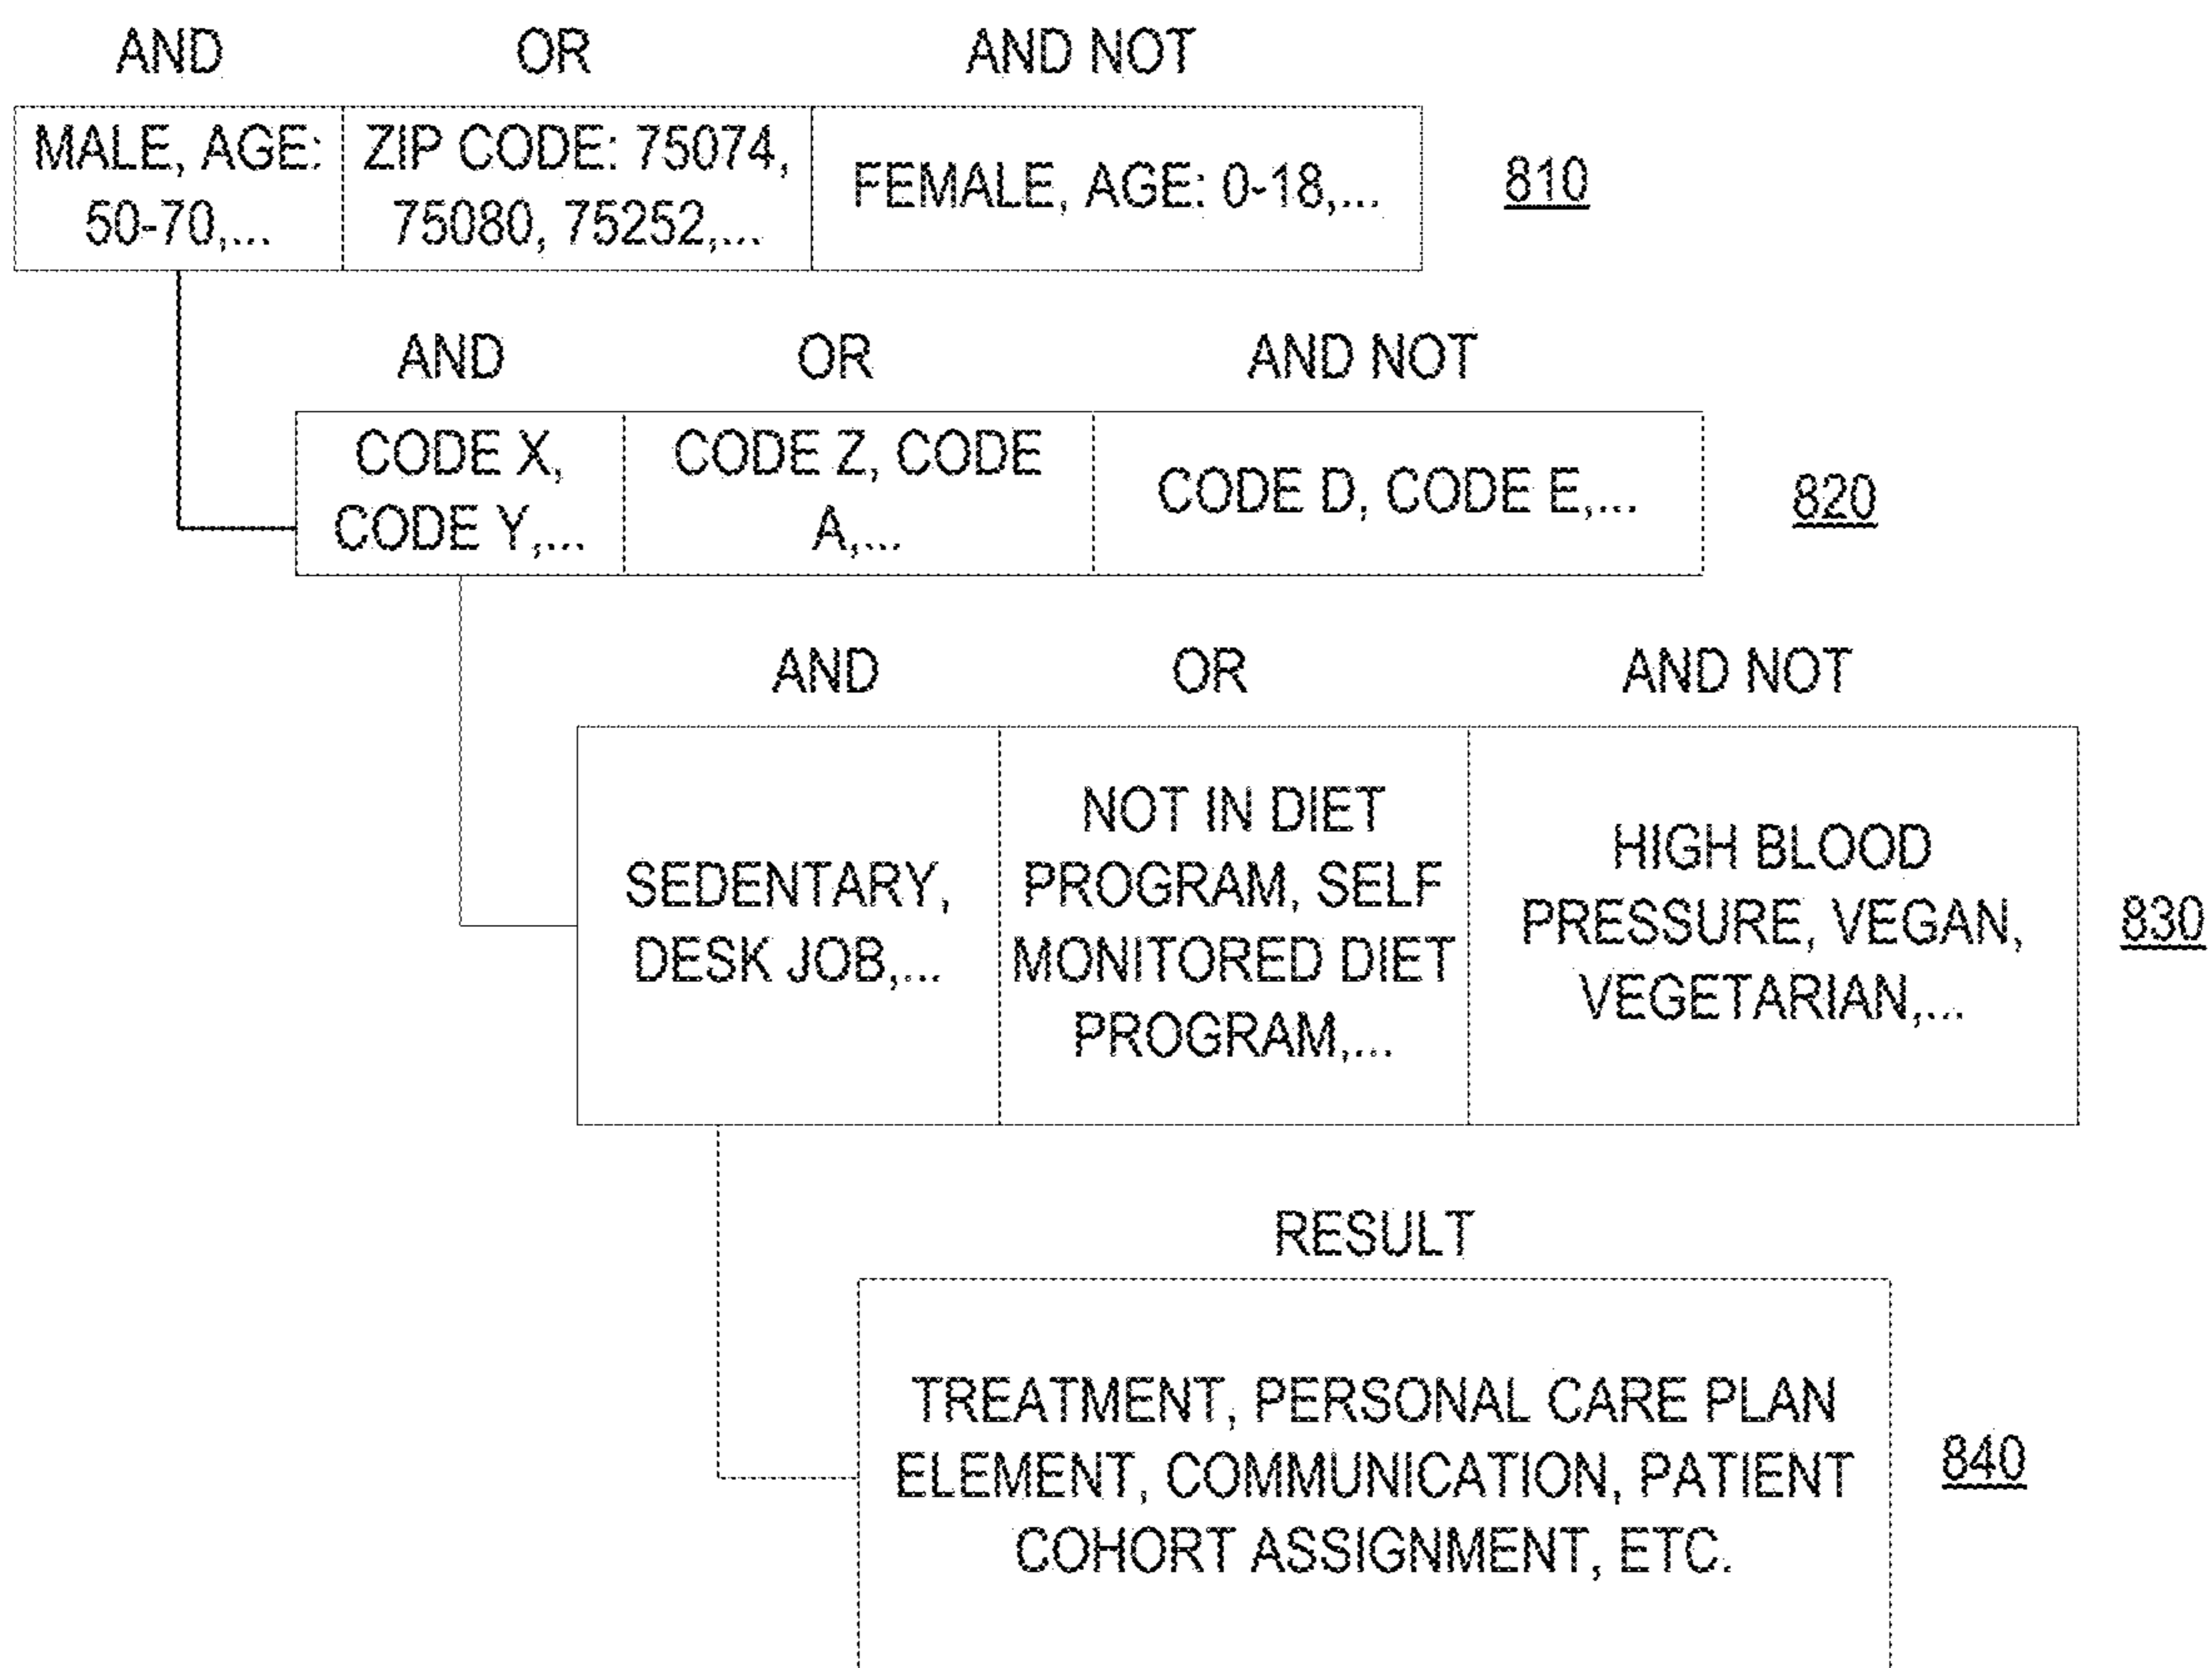 AND OR AND NOT
MALE, AGE:
50-70,...
ZIP CODE: 75074,
75080, 75252,...
FEMALE, AGE: 0-18,...
810
AND OR AND NOT
CODE X,
CODE Y,...
CODE Z, CODE
A,...
CODE D, CODE E,...
820
AND OR AND NOT
SEDENTARY,
DESK JOB,...
NOT IN DIET
PROGRAM, SELF
MONITORED DIET
PROGRAM,...
HIGH BLOOD
PRESSURE, VEGAN,
VEGETARIAN,...
830
RESULT
TREATMENT, PERSONAL CARE PLAN
ELEMENT, COMMUNICATION, PATIENT
COHORT ASSIGNMENT, ETC.
840